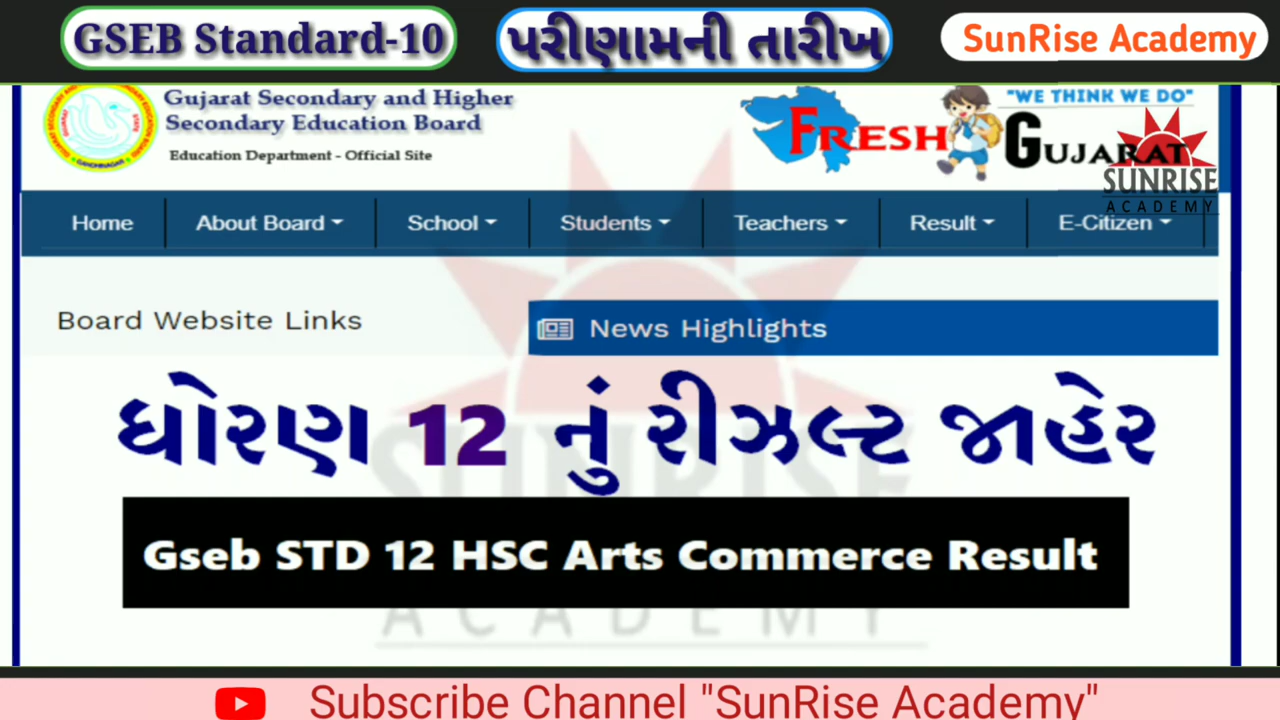 GSEB Standard-10
પરીણામની તારીખ
SunRise Academy
Gujarat Secondary and Higher
Secondary Education Board
Education Department - Official Site
FRESH GUJARAT
"WE THINK WE DO"
SUNRISE
ACADEMY
Home About Board School Students Teachers Result E-Citizen
Board Website Links
News Highlights
ધોરણ 12 નું રીઝલ્ટ જાહેર
SUNRISE
Gseb STD 12 HSC Arts Commerce Result
ACADEMY
Subscribe Channel "SunRise Academy"